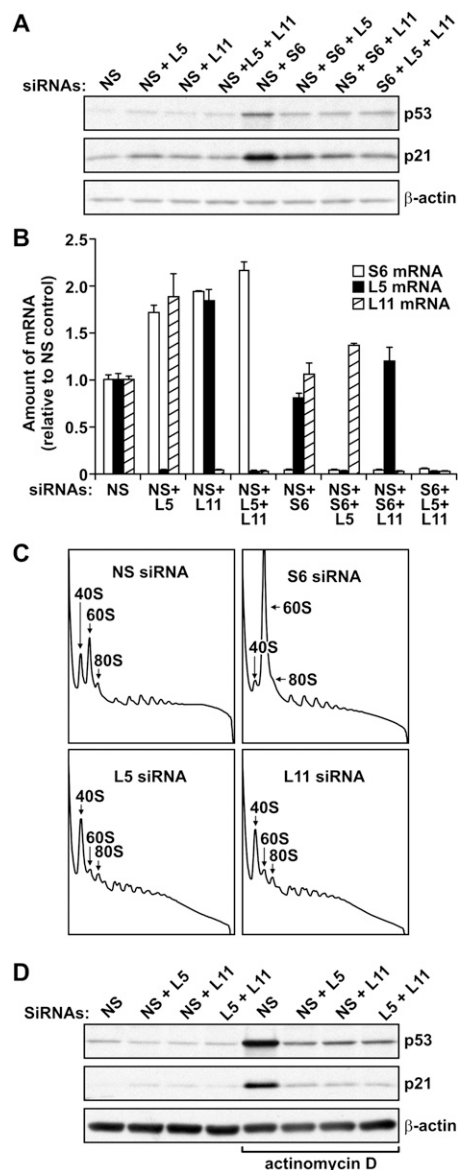 A
siRNAs: NS NS + L5 NS + L11 NS +L5 + L11 NS + S6 NS + S6 + L5 NS + S6 + L11 S6 + L5 + L11
p53
p21
β-actin
B
Amount of mRNA
(relative to NS control)
2.5
2.0
1.5
1.0
0.5
0
S6 mRNA
L5 mRNA
L11 mRNA
siRNAs: NS NS+ NS+ NS+ NS+ NS+ NS+ S6+
L5 L11 L5+ S6 S6+ S6+ L5+
L11 L5 L11 L11
C
NS siRNA
40S
60S
80S
S6 siRNA
60S
40S
80S
L5 siRNA
40S
60S
80S
L11 siRNA
40S
60S
80S
D
SiRNAs: NS NS + L5 NS + L11 L5 + L11 NS NS + L5 NS + L11 L5 + L11
p53
p21
β-actin
actinomycin D